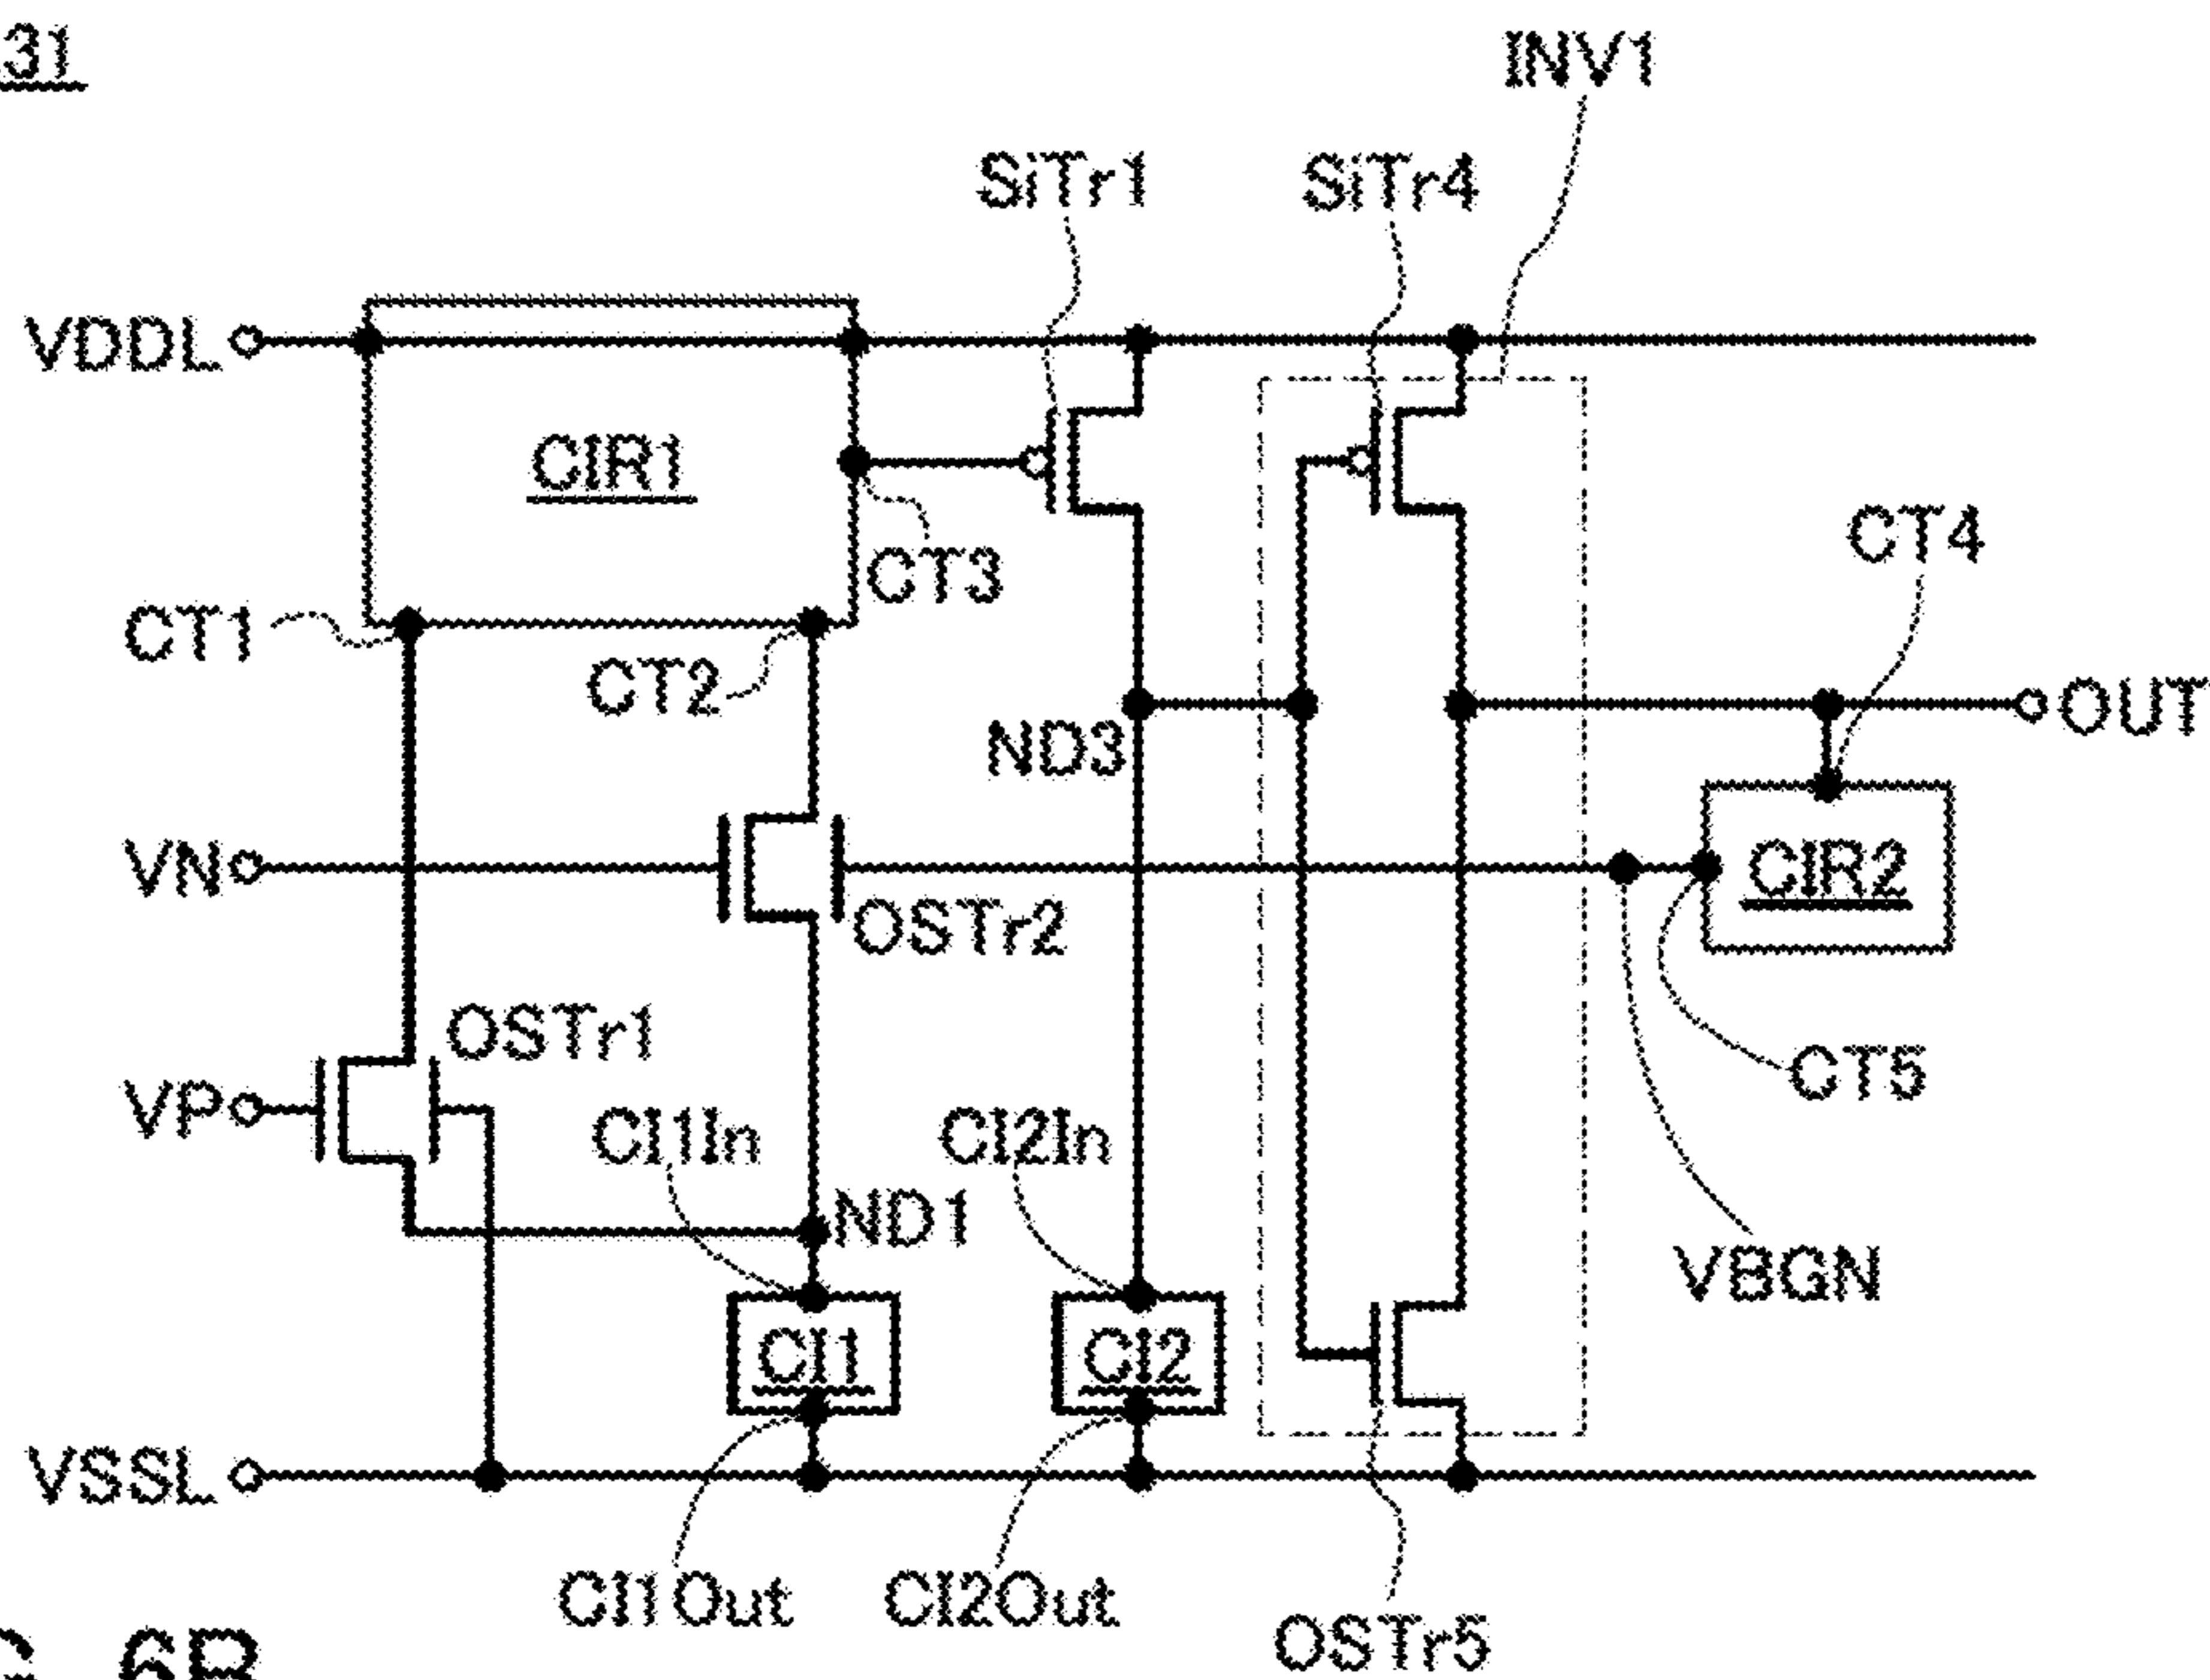 31
INV1
SiTr1
SiTr4
VDDL
CIR1
CT3
CT4
CT1
CT2
OUT
ND3
VN
CIR2
OSTr2
OSTr1
CT5
VP
CI1In
CI2In
ND1
VBGN
CI1
CI2
VSSL
CI1Out
CI2Out
OSTr5
6B